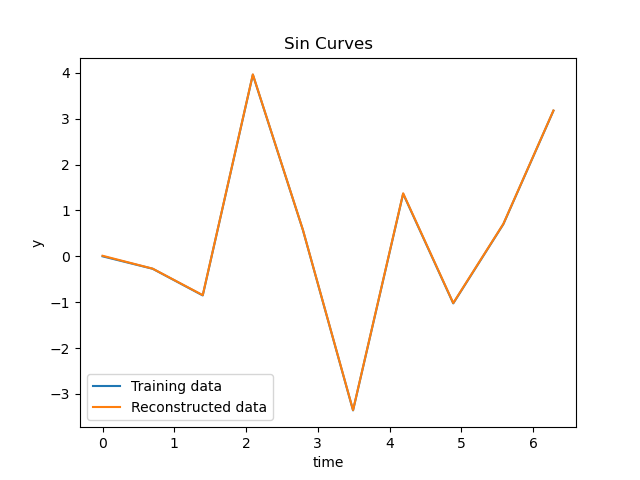 Sin Curves
4
3
2
1
0
−1
−2
−3
y
Training data
Reconstructed data
0 1 2 3 4 5 6
time